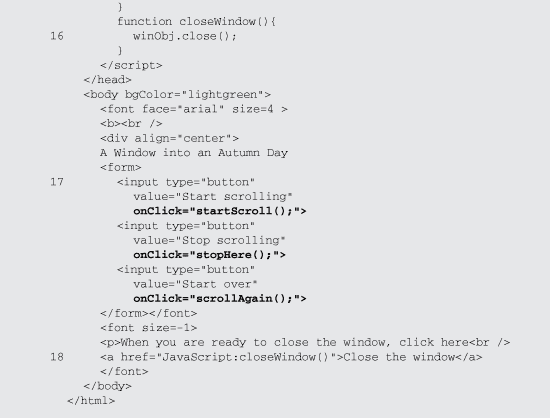 }
function closeWindow(){
16 winObj.close();
}
</script>
</head>
<body bgColor="lightgreen">
<font face="arial" size=4 >
<b><br />
<div align="center">
A Window into an Autumn Day
<form>
17 <input type="button"
value="Start scrolling"
onClick="startScroll();">
<input type="button"
value="Stop scrolling"
onClick="stopHere();">
<input type="button"
value="Start over"
onClick="scrollAgain();">
</form></font>
<font size=-1>
<p>When you are ready to close the window, click here<br />
18 <a href="JavaScript:closeWindow()">Close the window</a>
</font>
</body>
</html>